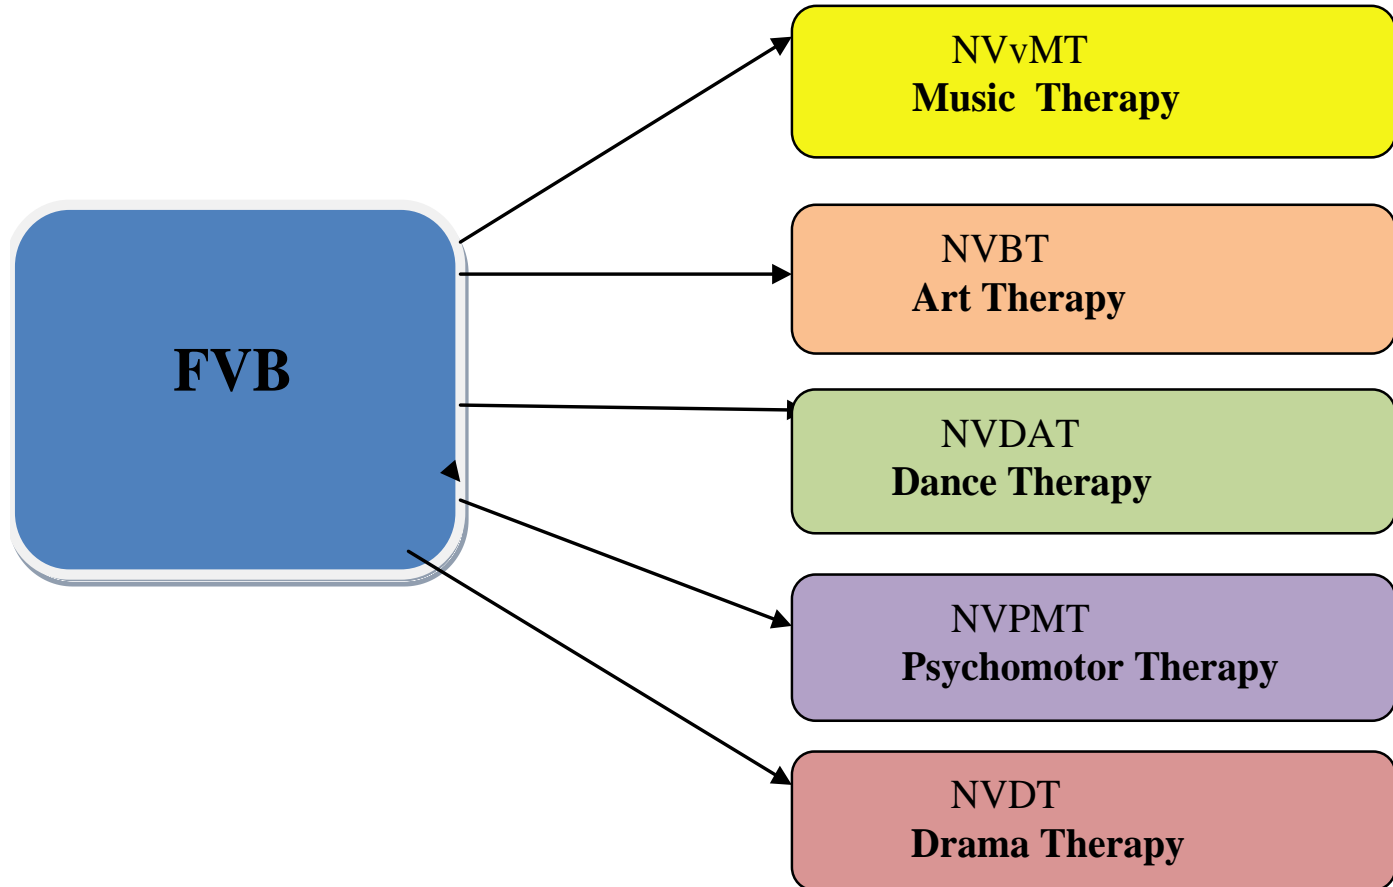 FVB
NVvMT
Music Therapy
NVBT
Art Therapy
NVDAT
Dance Therapy
NVPMT
Psychomotor Therapy
NVDT
Drama Therapy